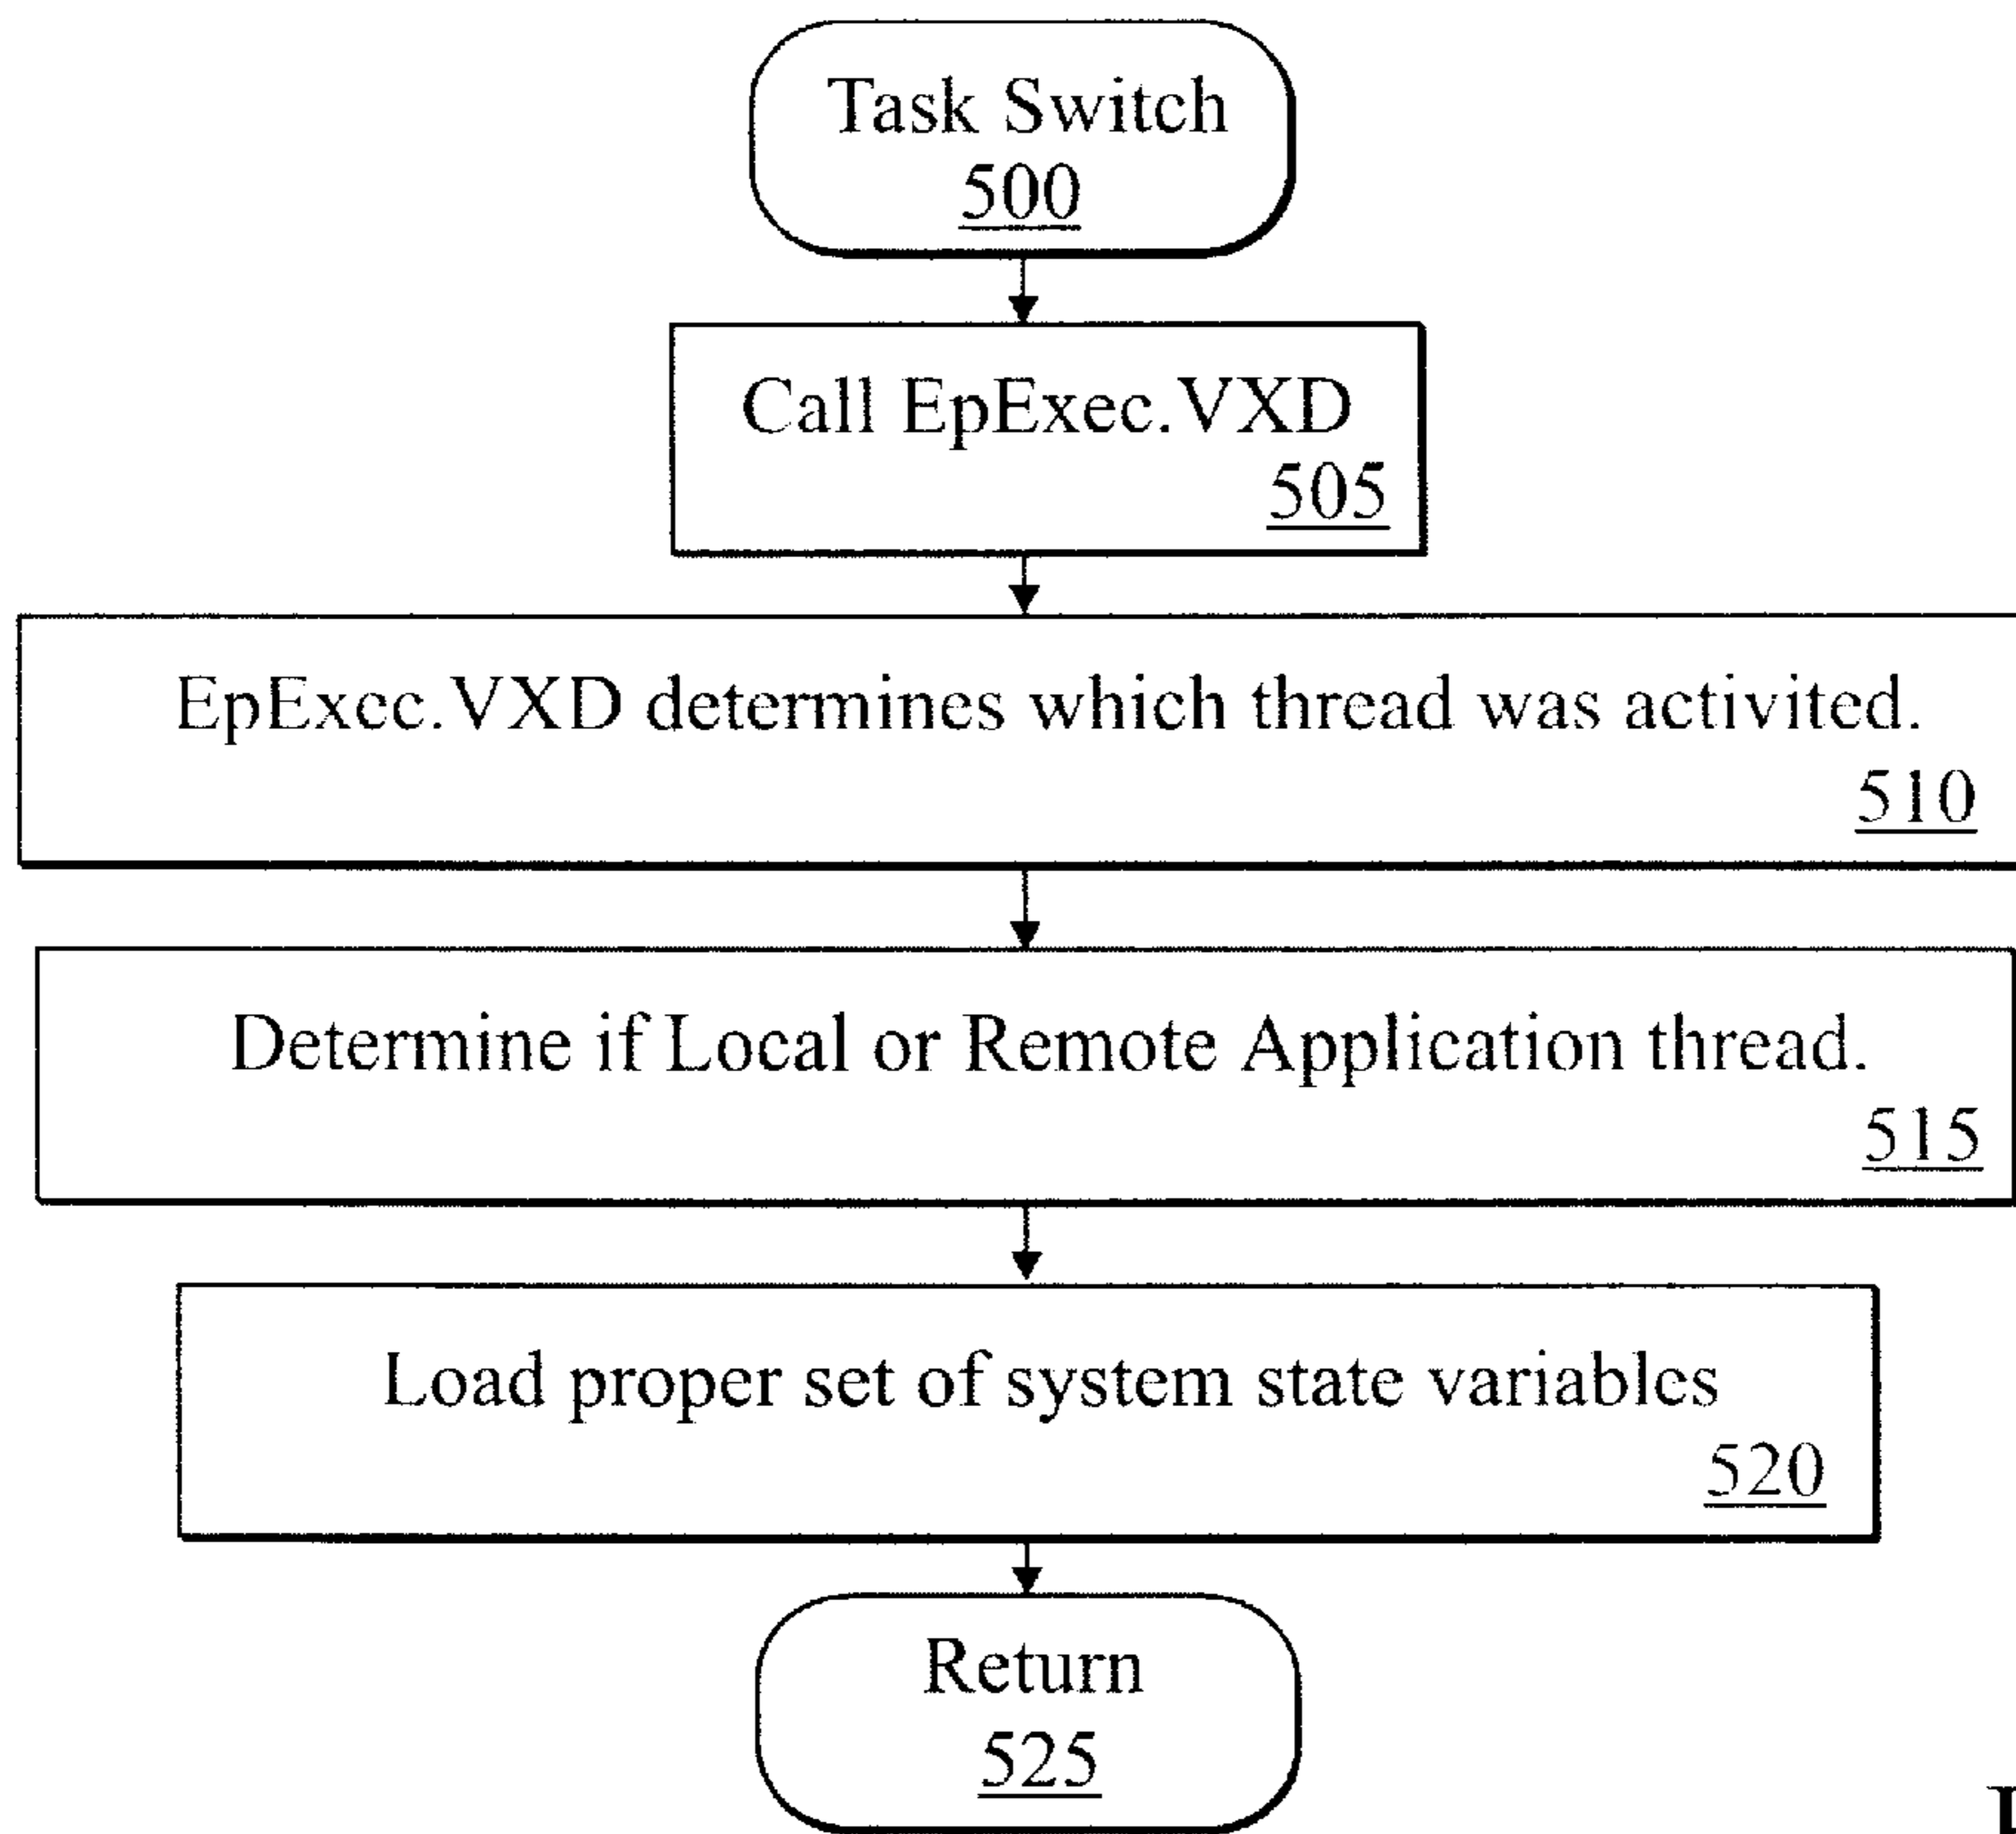 Task Switch
500
Call EpExec.VXD
505
EpExec.VXD determines which thread was activited.
510
Determine if Local or Remote Application thread.
515
Load proper set of system state variables
520
Return
525